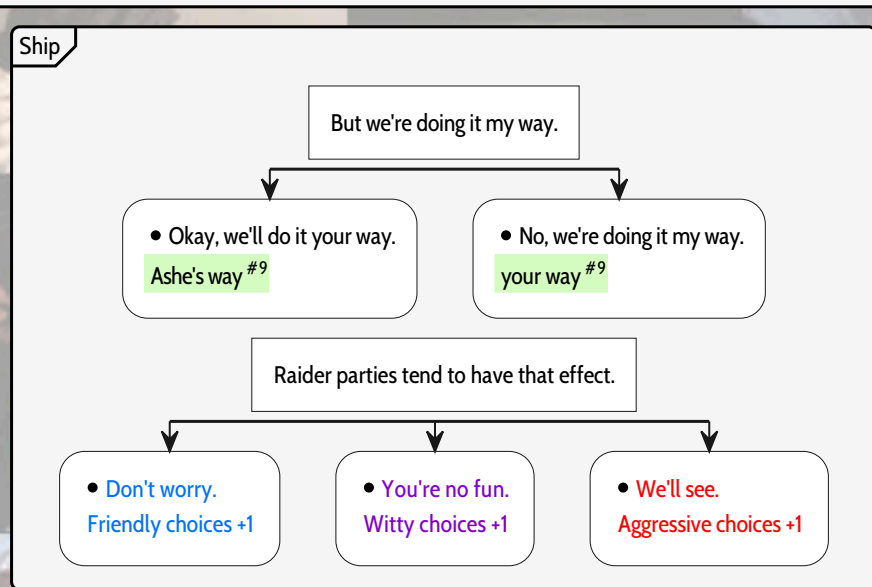 Ship
But we're doing it my way.
• Okay, we'll do it your way.
Ashe's way #9
• No, we're doing it my way.
your way #9
Raider parties tend to have that effect.
• Don't worry.
Friendly choices +1
• You're no fun.
Witty choices +1
• We'll see.
Aggressive choices +1